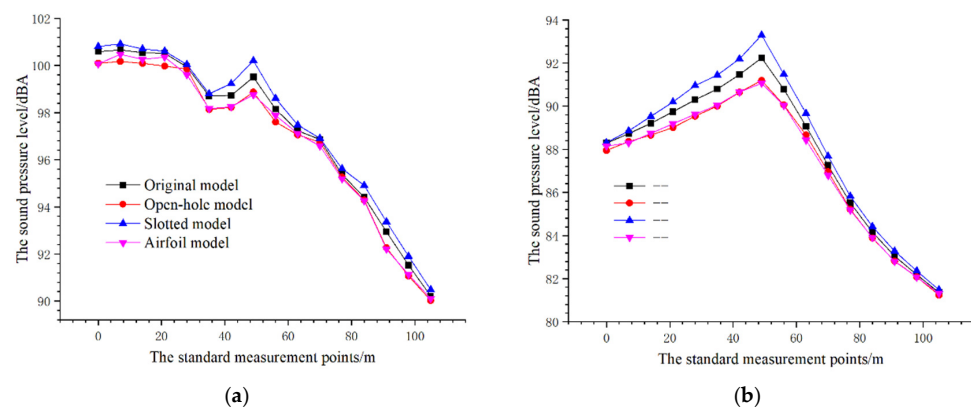 102
100
98
96
94
92
90
The sound pressure level/dBA
Original model
Open-hole model
Slotted model
Airfoil model
0
20
40
60
80
100
The standard measurement points/m
(a)
92
90
88
86
84
82
80
The sound pressure level/dBA
0
20
40
60
80
100
The standard measurement points/m
(b)